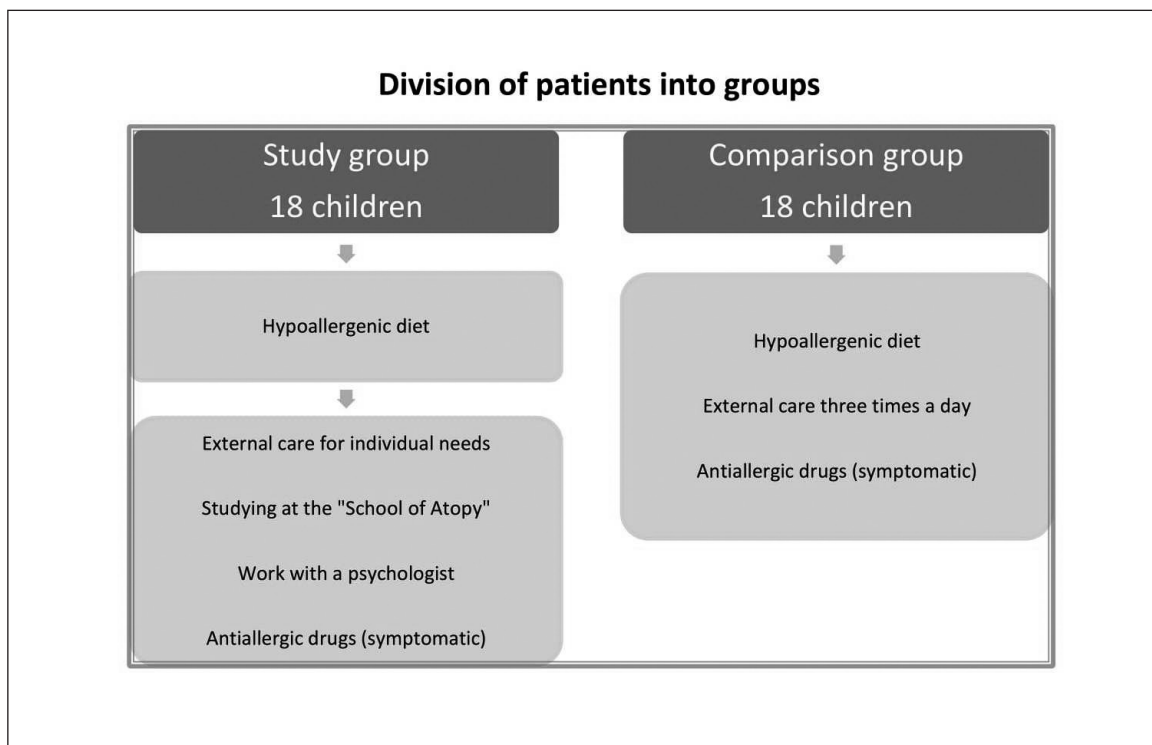 Division of patients into groups
Study group
18 children
Hypoallergenic diet
External care for individual needs
Studying at the "School of Atopy"
Work with a psychologist
Antiallergic drugs (symptomatic)
Comparison group
18 children
Hypoallergenic diet
External care three times a day
Antiallergic drugs (symptomatic)